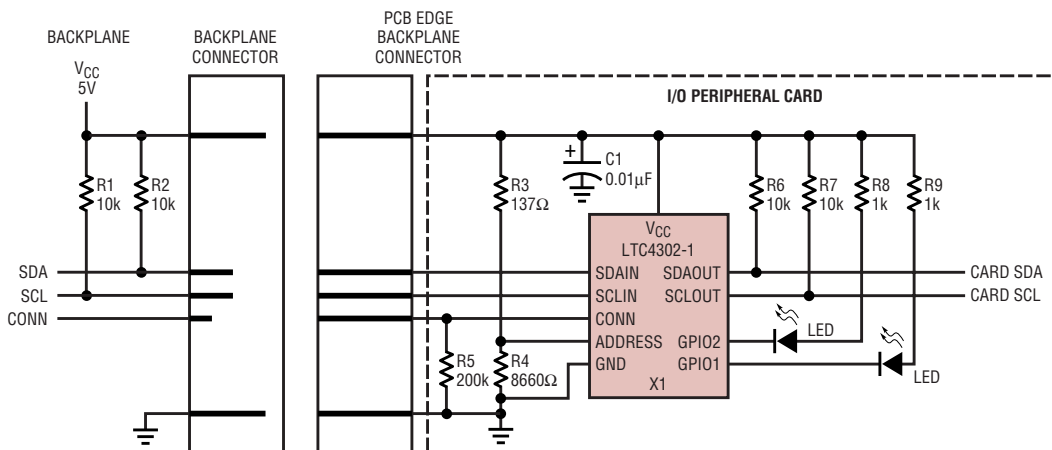 BACKPLANE
VCC
5V
BACKPLANE
CONNECTOR
PCB EDGE
BACKPLANE
CONNECTOR
I/O PERIPHERAL CARD
R1
10k
R2
10k
R3
137Ω
+
C1
0.01μF
R6
10k
R7
10k
R8
1k
R9
1k
VCC
LTC4302-1
SDA
SCL
CONN
SDAIN
SCLIN
CONN
ADDRESS
GND
SDAOUT
SCLOUT
GPIO2
GPIO1
X1
CARD SDA
CARD SCL
LED
LED
R5
200k
R4
8660Ω